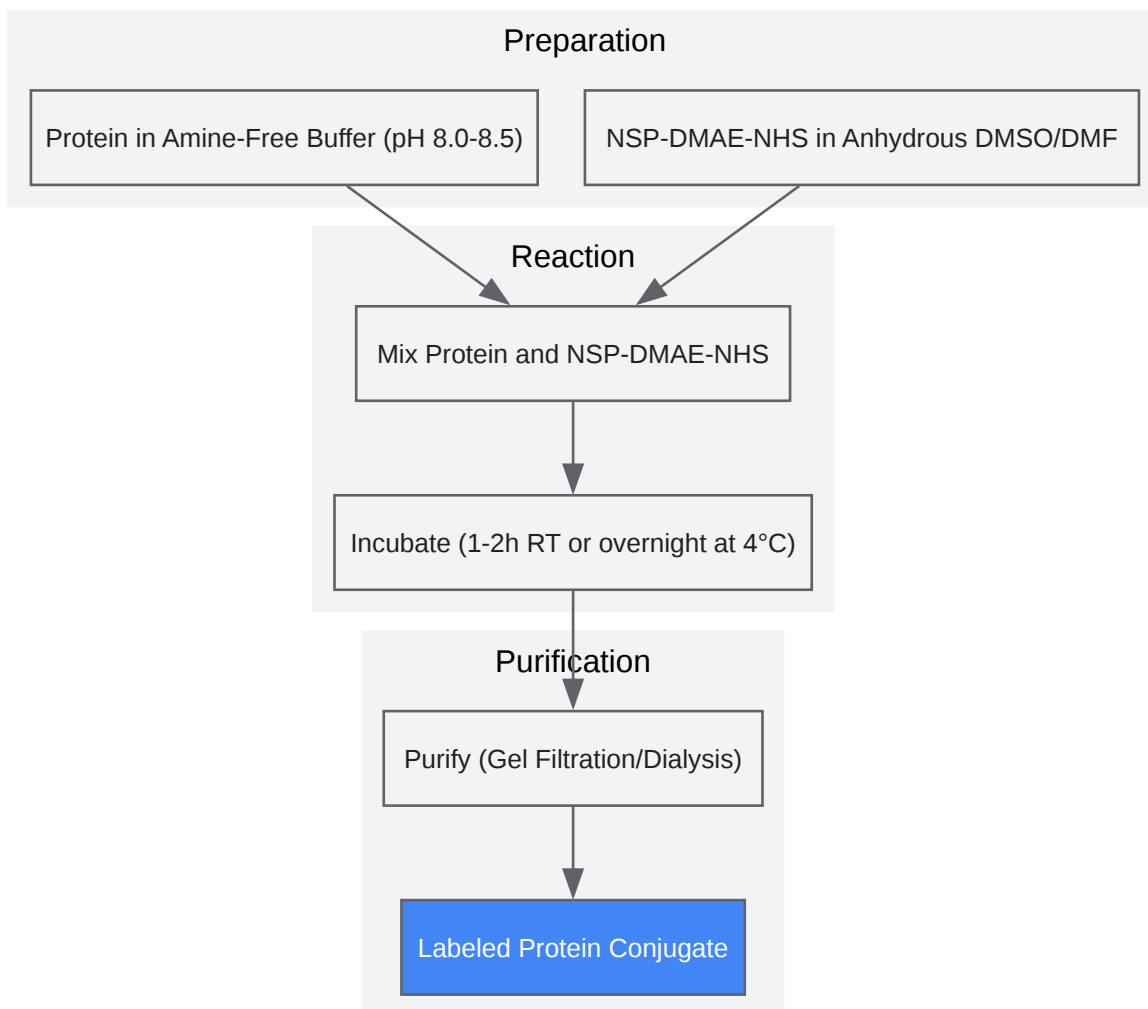 Preparation
Protein in Amine-Free Buffer (pH 8.0-8.5)
NSP-DMAE-NHS in Anhydrous DMSO/DMF
Reaction
Mix Protein and NSP-DMAE-NHS
Incubate (1-2h RT or overnight at 4°C)
Purification
Purify (Gel Filtration/Dialysis)
Labeled Protein Conjugate